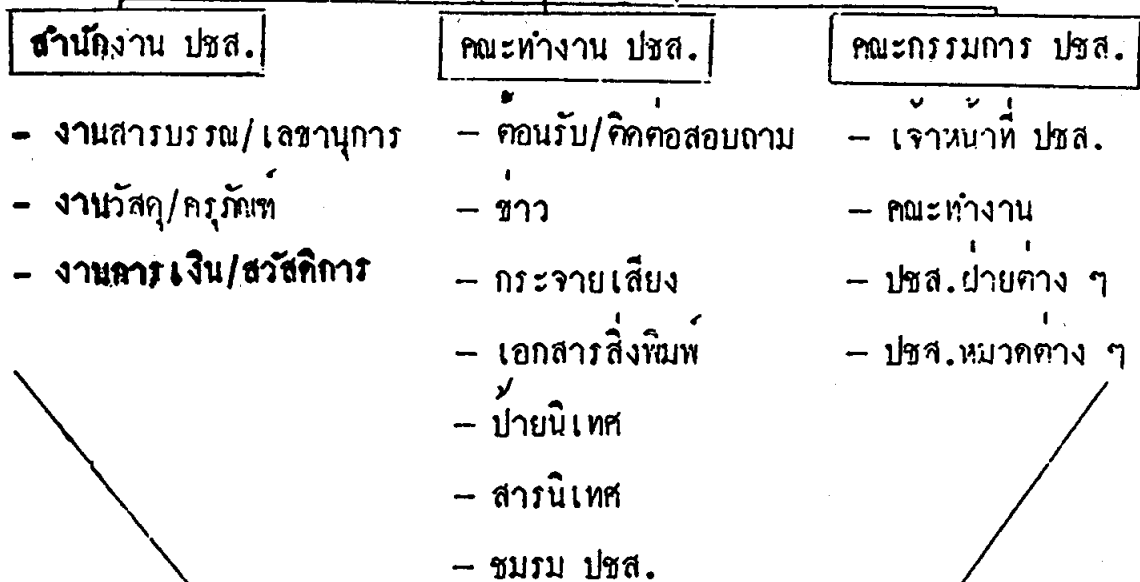 สำนักงาน ปชส.
- งานสารบรรณ/เลขานุการ
- งานวัสดุ/ครุภัณฑ์
- งานการเงิน/สวัสดิการ
คณะทำงาน ปชส.
- ต้อนรับ/ติดต่อสอบถาม
- ข่าว
- กระจายเสียง
- เอกสารสิ่งพิมพ์
- ป้ายนิเทศ
- สารนิเทศ
- ชมรม ปชส.
คณะกรรมการ ปชส.
- เจ้าหน้าที่ ปชส.
- คณะทำงาน
- ปชส.ฝ่ายต่าง ๆ
- ปชส.หมวดต่าง ๆ